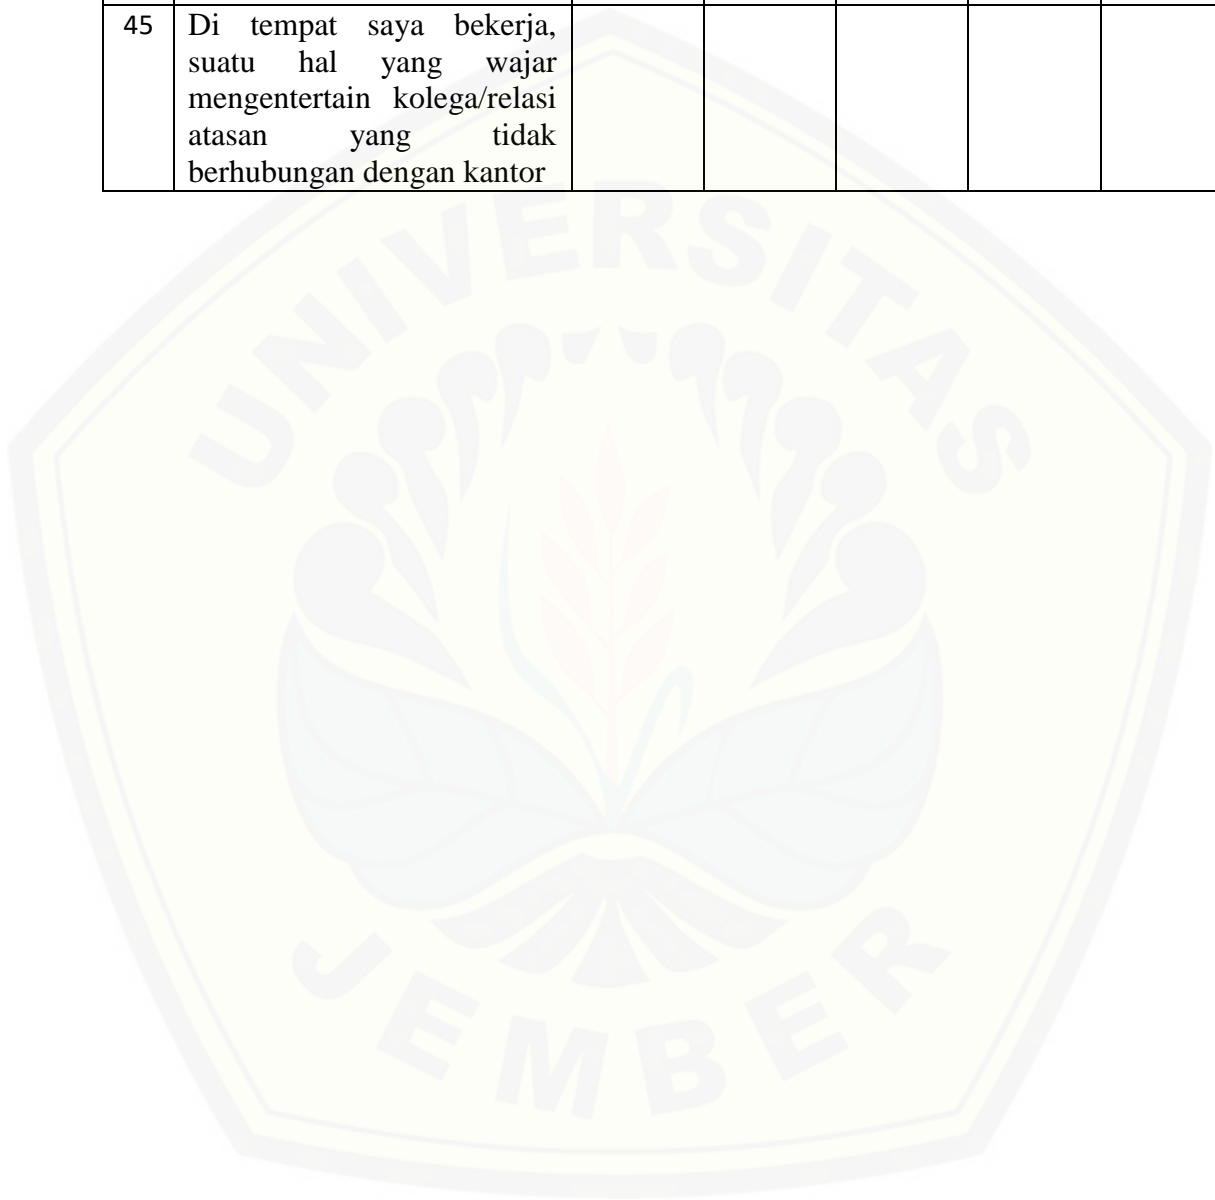 45
Di tempat saya bekerja,
suatu hal yang wajar
mengentertain kolega/relasi
atasan yang tidak
berhubungan dengan kantor
UNIVERSITAS
JEMBER